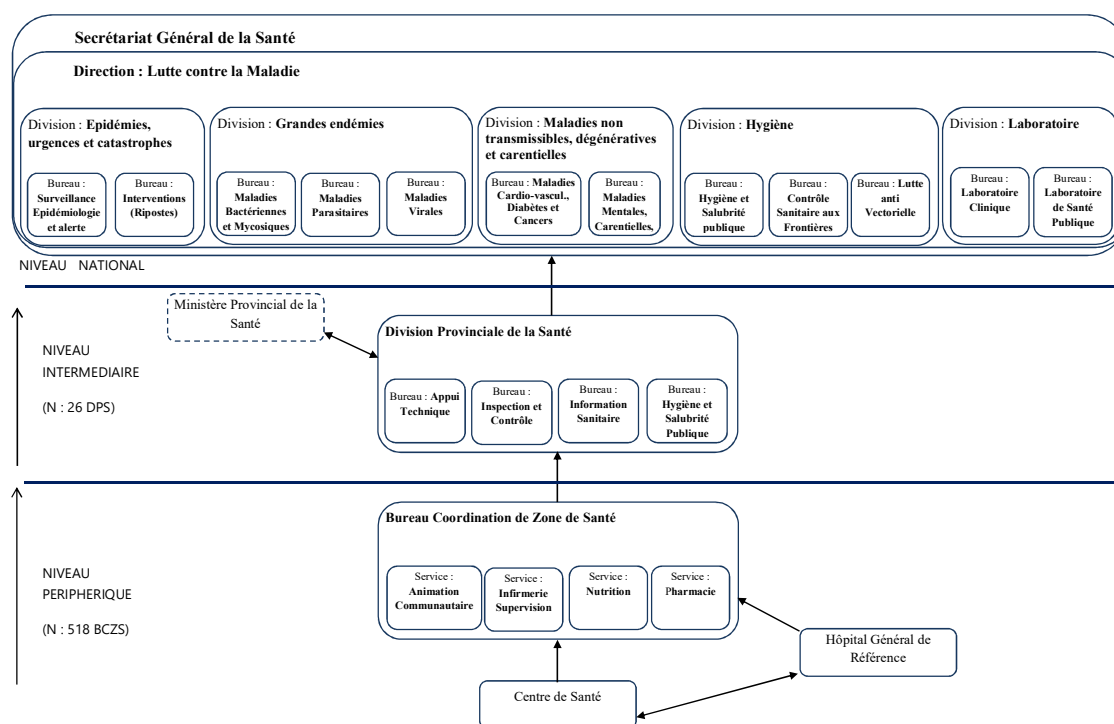 Secrétariat Général de la Santé
Direction : Lutte contre la Maladie
Division : Epidémies,
urgences et catastrophes
Bureau :
Surveillance
Epidémiologie
et alerte
Bureau :
Interventions
(Ripostes)
Division : Grandes endémies
Bureau :
Maladies
Bactériennes
et Mycosiques
Bureau :
Maladies
Parasitaires
Bureau :
Maladies
Virales
Division : Maladies non
transmissibles, dégénératives
et carentielles
Bureau : Maladies
Cardio-vascul.,
Diabètes et
Cancers
Bureau :
Maladies
Mentales,
Carentielles,
Division : Hygiène
Bureau :
Hygiène et
Salubrité
publique
Bureau :
Contrôle
Sanitaire aux
Frontières
Bureau : Lutte
anti
Vectorielle
Division : Laboratoire
Bureau :
Laboratoire
Clinique
Bureau :
Laboratoire
de Santé
Publique
NIVEAU NATIONAL
Ministère Provincial de la
Santé
NIVEAU
INTERMEDIAIRE
(N : 26 DPS)
Division Provinciale de la Santé
Bureau : Appui
Technique
Bureau :
Inspection et
Contrôle
Bureau :
Information
Sanitaire
Bureau :
Hygiène et
Salubrité
Publique
NIVEAU
PERIPHERIQUE
(N : 518 BCZS)
Bureau Coordination de Zone de Santé
Service :
Animation
Communautaire
Service :
Infirmerie
Supervision
Service :
Nutrition
Service :
Pharmacie
Hôpital Général de
Référence
Centre de Santé